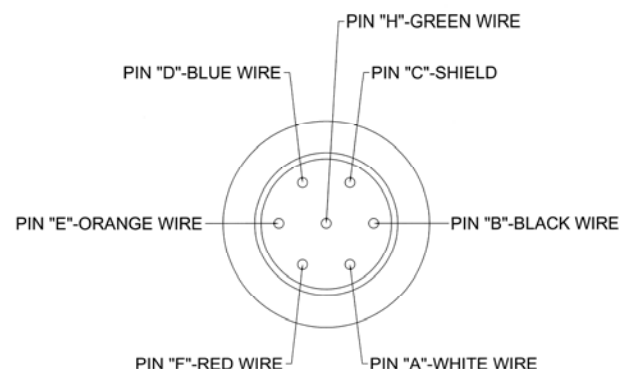 PIN "H"-GREEN WIRE
PIN "D"-BLUE WIRE
PIN "C"-SHIELD
PIN "E"-ORANGE WIRE
PIN "B"-BLACK WIRE
PIN "F"-RED WIRE
PIN "A"-WHITE WIRE